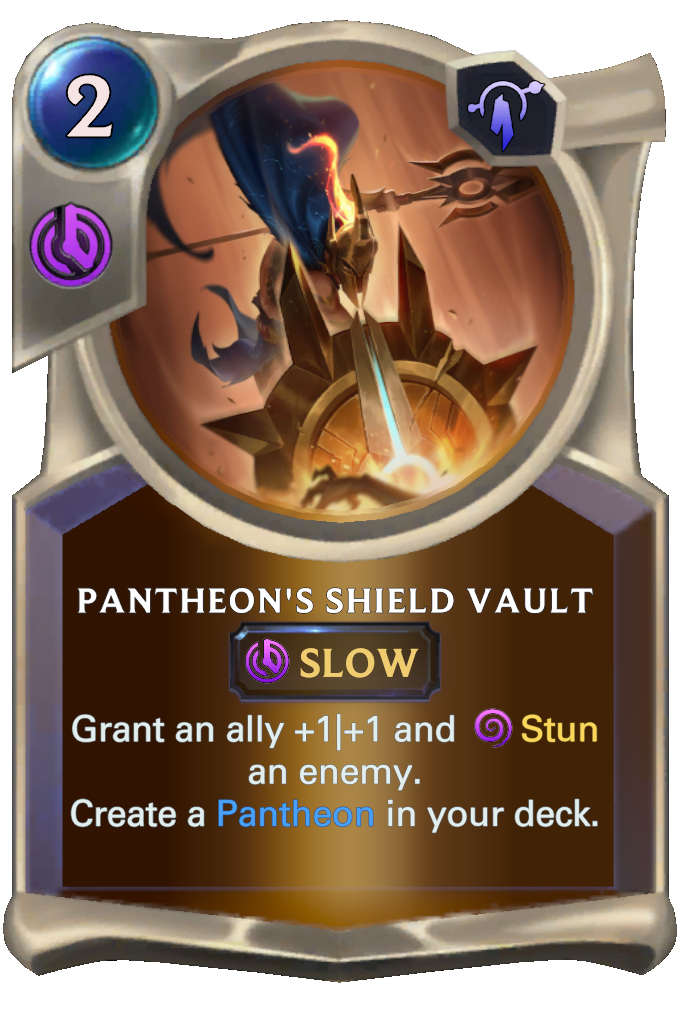 2
PANTHEON'S SHIELD VAULT
SLOW
Grant an ally +1|+1 and Stun
an enemy.
Create a Pantheon in your deck.